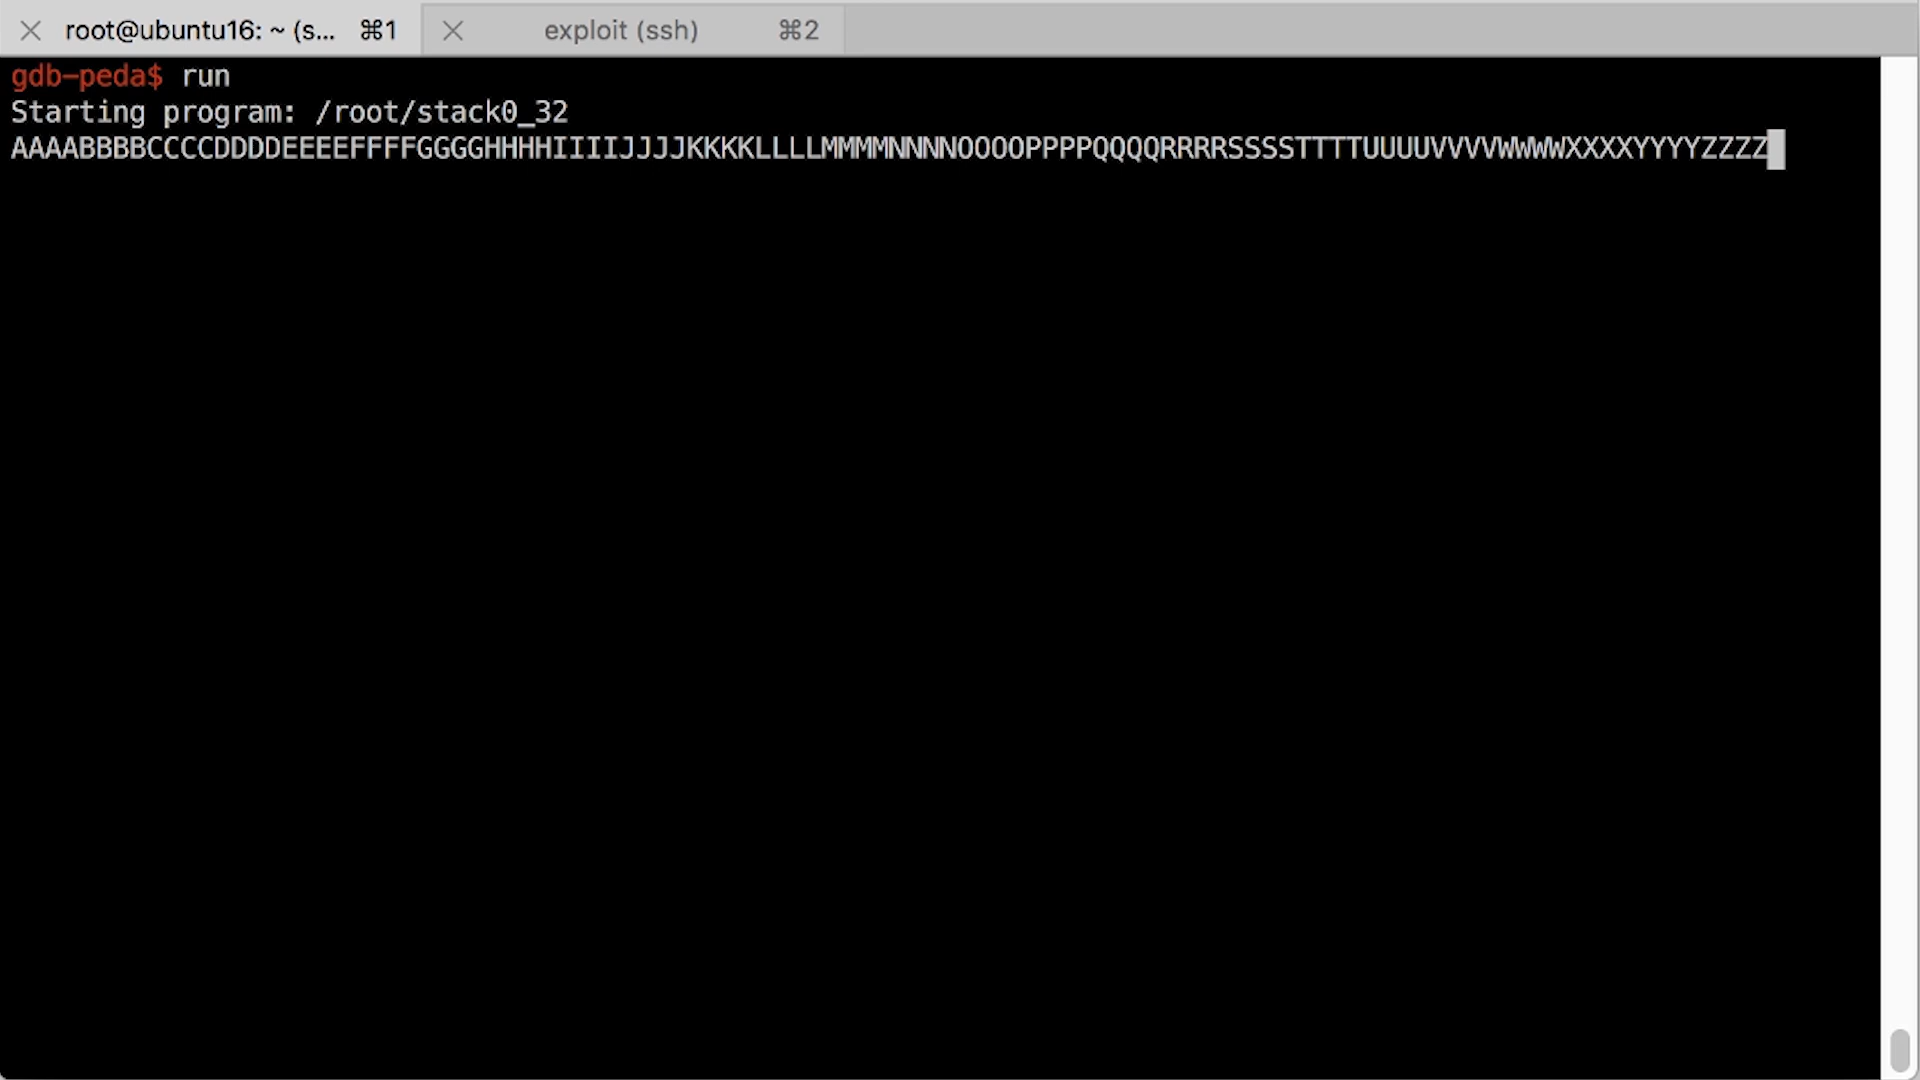 root@ubuntu16: ~ (s... ⌘1 exploit (ssh) ⌘2
gdb-peda$ run
Starting program: /root/stack0_32
AAAABBBBCCCCDDDDEEEEFFFFGGGGHHHHIIIIJJJJKKKKLLLLMMMMNNNNOOOOPPPPQQQQRRRRSSSSTTTTUUUUVVVVWWWWXXXXYYYYZZZZ